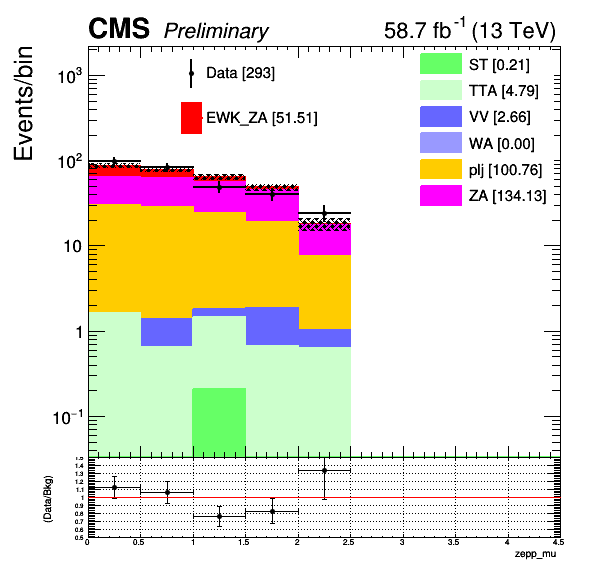 CMS Preliminary 58.7 fb⁻¹ (13 TeV)
Events/bin
10³
10²
10
1
10⁻¹
Data [293]
EWK_ZA [51.51]
ST [0.21]
TTA [4.79]
VV [2.66]
WA [0.00]
plj [100.76]
ZA [134.13]
(Data/Bkg)
1.5
1.4
1.3
1.2
1.1
1
0.9
0.8
0.7
0.6
0.5
0 0.5 1 1.5 2 2.5 3 3.5 4 4.5
zepp_mu